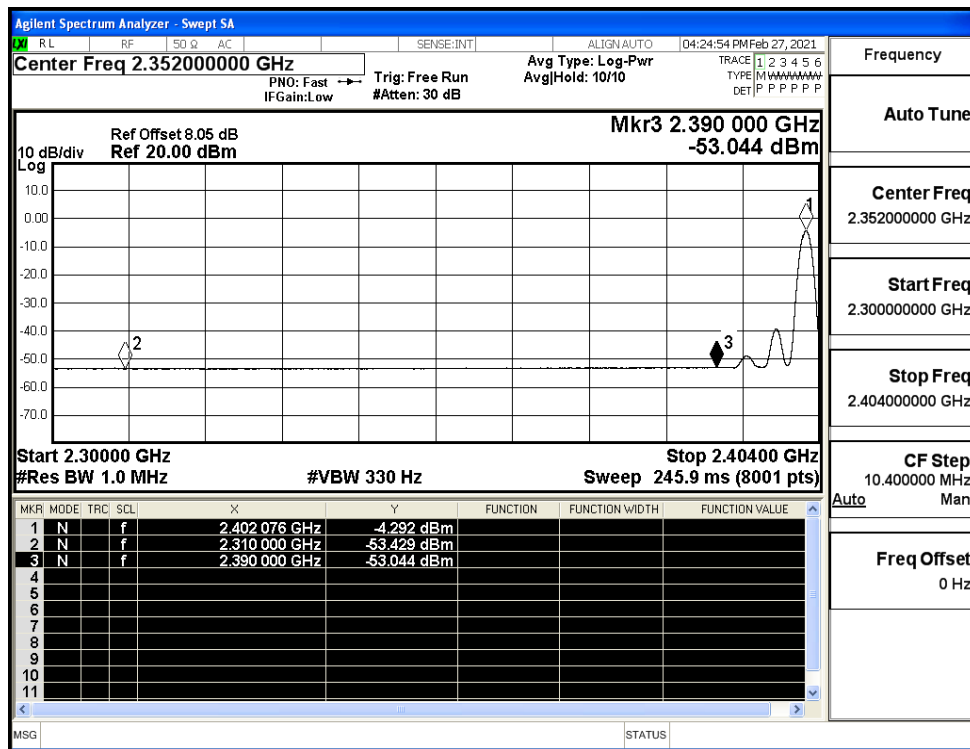 Agilent Spectrum Analyzer - Swept SA
LXI RL RF 50 Ω AC SENSE:INT ALIGN AUTO 04:24:54 PM Feb 27, 2021
Center Freq 2.352000000 GHz
PNO: Fast
IFGain:Low
Trig: Free Run
#Atten: 30 dB
Avg Type: Log-Pwr
Avg|Hold: 10/10
TRACE 1 2 3 4 5 6
TYPE M W W W W W
DET P P P P P P
Ref Offset 8.05 dB
Ref 20.00 dBm
10 dB/div
Log
Mkr3 2.390 000 GHz
-53.044 dBm
10.0
0.00
-10.0
-20.0
-30.0
-40.0
-50.0
-60.0
-70.0
1
2
3
Start 2.30000 GHz
Stop 2.40400 GHz
#Res BW 1.0 MHz
#VBW 330 Hz
Sweep 245.9 ms (8001 pts)
MKR MODE TRC SCL X Y FUNCTION FUNCTION WIDTH FUNCTION VALUE
1 N f 2.402 076 GHz -4.292 dBm
2 N f 2.310 000 GHz -53.429 dBm
3 N f 2.390 000 GHz -53.044 dBm
4
5
6
7
8
9
10
11
MSG
STATUS
Frequency
Auto Tune
Center Freq
2.352000000 GHz
Start Freq
2.300000000 GHz
Stop Freq
2.404000000 GHz
CF Step
10.400000 MHz
Auto Man
Freq Offset
0 Hz